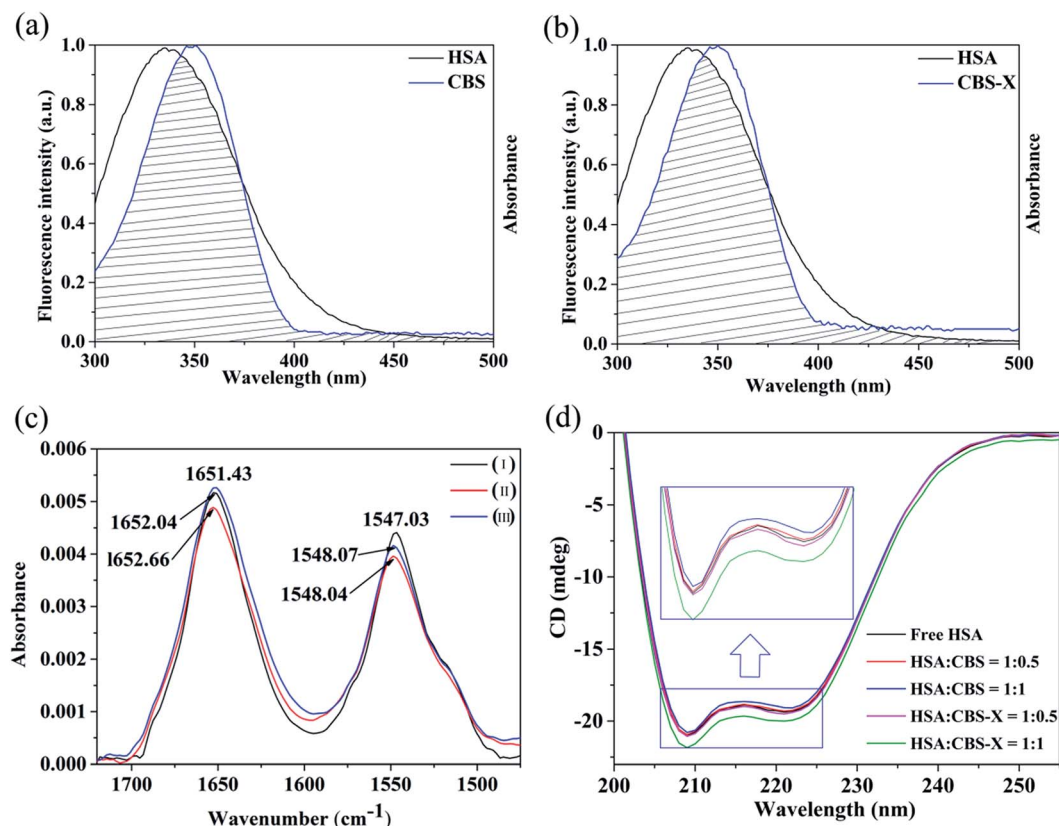 (a)
1.0
0.8
0.6
0.4
0.2
0.0
Fluorescence intensity (a.u.)
HSA
CBS
Absorbance
300 350 400 450 500
Wavelength (nm)
(b)
1.0
0.8
0.6
0.4
0.2
0.0
Fluorescence intensity (a.u.)
HSA
CBS-X
Absorbance
300 350 400 450 500
Wavelength (nm)
(c)
0.006
0.005
0.004
0.003
0.002
0.001
0.000
Absorbance
1651.43
1652.04
l652.66
1547.03
1548.07
1548.04
(I)
(II)
(III)
1700 1650 1600 1550 1500
Wavenumber (cm-1)
(d)
0
-5
-10
-15
-20
CD (mdeg)
Free HSA
HSA:CBS = 1:0.5
HSA:CBS = 1:1
HSA:CBS-X = 1:0.5
HSA:CBS-X = 1:1
200 210 220 230 240 250
Wavelength (nm)